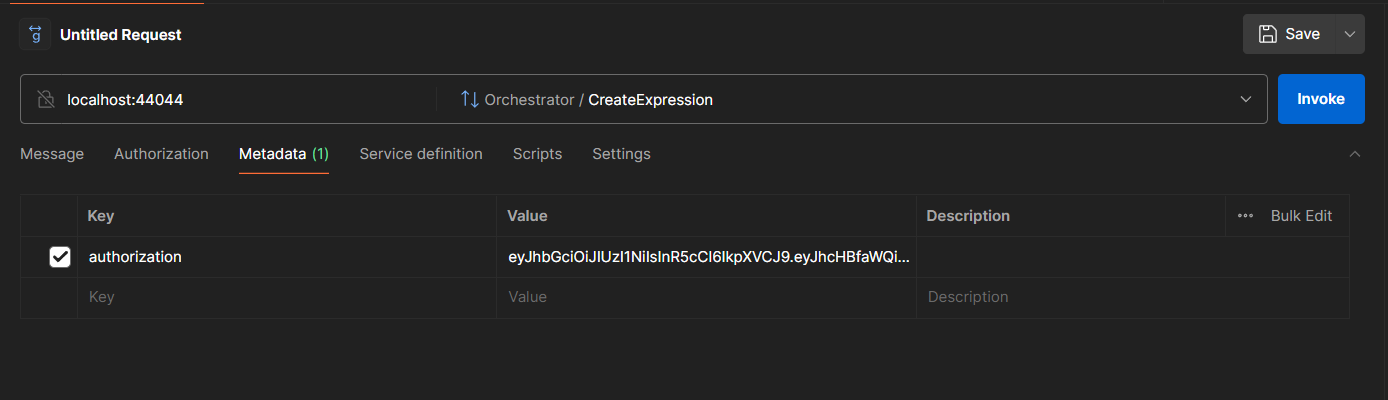 Untitled Request
Save
localhost:44044
Orchestrator / CreateExpression
Invoke
Message Authorization Metadata (1) Service definition Scripts Settings
Key Value Description ••• Bulk Edit
authorization eyJhbGciOiJIUzI1NiIsInR5cCI6IkpXVCJ9.eyJhcHBfaWQi...
Key Value Description